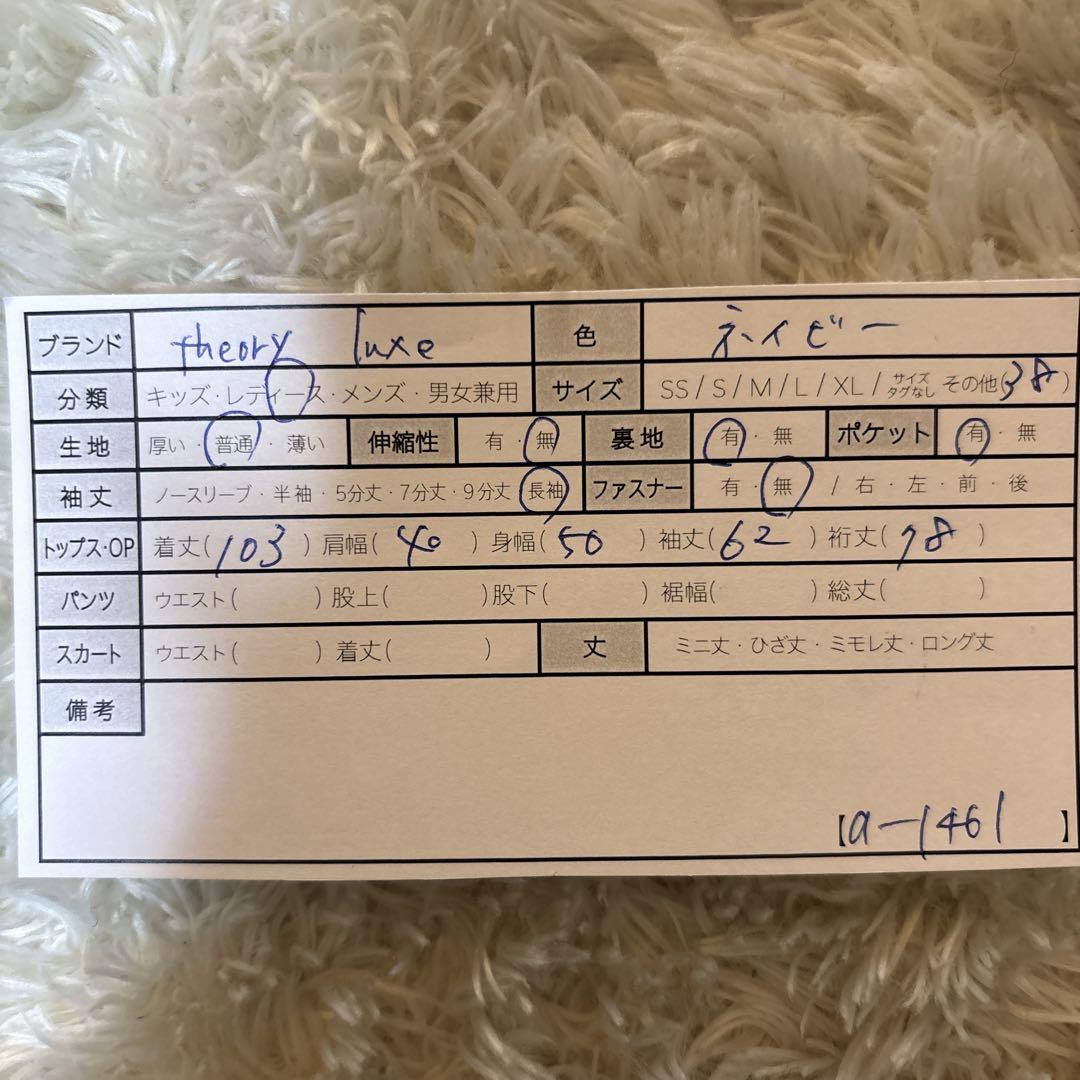 ブランド theory luxe 色 ネイビー
分類 キッズ・レディース・メンズ・男女兼用 サイズ SS / S / M / L / XL / サイズタグなし その他(38)
生地 厚い・普通・薄い 伸縮性 有・無 裏地 有・無 ポケット 有・無
袖丈 ノースリーブ・半袖・5分丈・7分丈・9分丈・長袖 ファスナー 有・無 / 右・左・前・後
トップス・OP 着丈(103) 肩幅(40) 身幅(50) 袖丈(62) 裄丈(78)
パンツ ウエスト( ) 股上( ) 股下( ) 裾幅( ) 総丈( )
スカート ウエスト( ) 着丈( ) 丈 ミニ丈・ひざ丈・ミモレ丈・ロング丈
備考
【a-1461 】